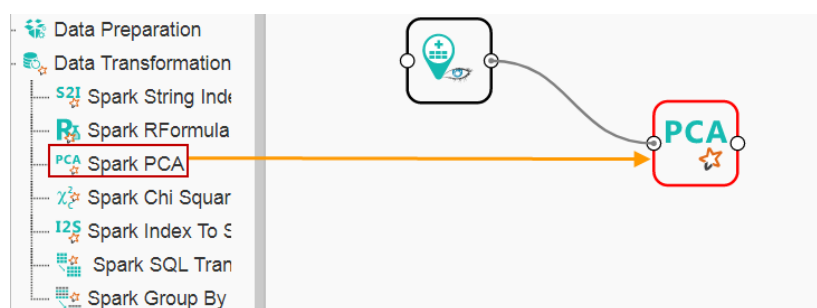 Data Preparation
Data Transformation
S2I Spark String Inde
R Spark RFormula
PCA Spark PCA
χ² Spark Chi Squar
I2S Spark Index To S
Spark SQL Tran
Spark Group By
PCA